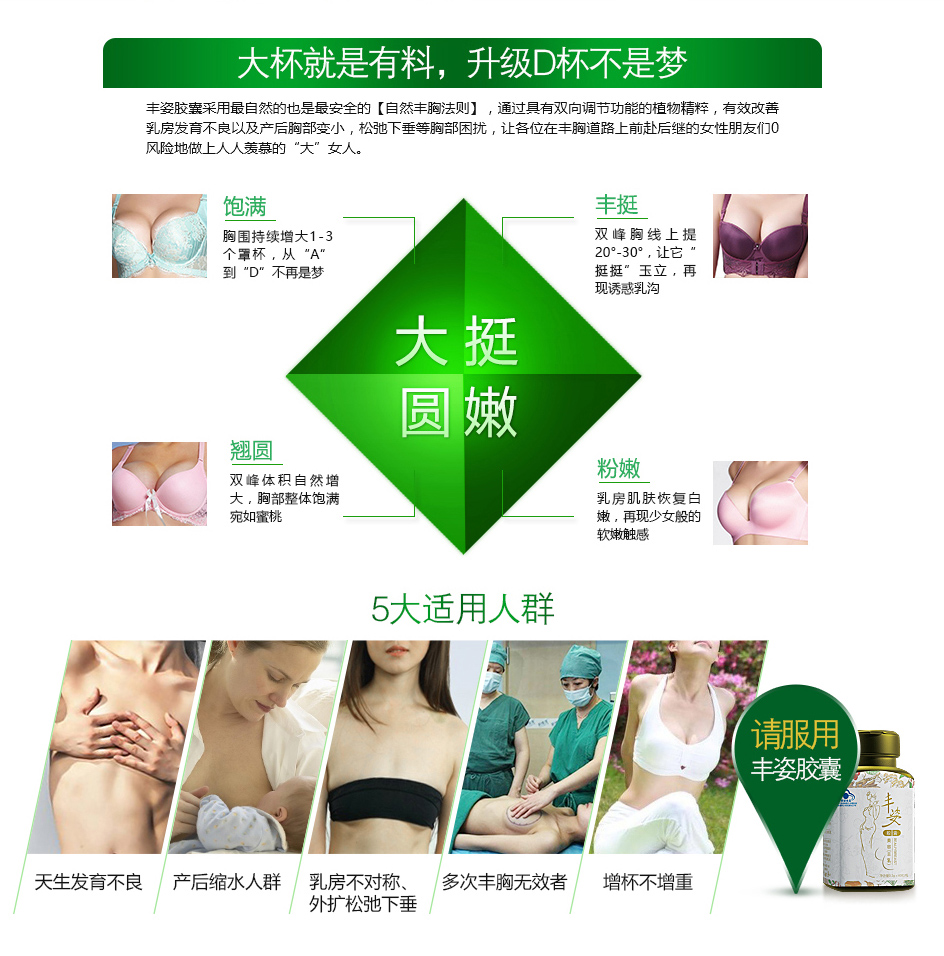 大杯就是有料，升级D杯不是梦
丰姿胶囊采用最自然的也是最安全的【自然丰胸法则】，通过具有双向调节功能的植物精粹，有效改善
乳房发育不良以及产后胸部变小，松弛下垂等胸部困扰，让各位在丰胸道路上前赴后继的女性朋友们0
风险地做上人人羡慕的“大”女人。
饱满
胸围持续增大1-3
个罩杯，从“A”
到“D”不再是梦
丰挺
双峰胸线上提
20°-30°，让它“
挺挺”玉立，再
现诱惑乳沟
大 挺
圆 嫩
翘圆
双峰体积自然增
大，胸部整体饱满
宛如蜜桃
粉嫩
乳房肌肤恢复白
嫩，再现少女般的
软嫩触感
5大适用人群
请服用
丰姿胶囊
丰姿
天生发育不良
产后缩水人群
乳房不对称、
外扩松弛下垂
多次丰胸无效者
增杯不增重